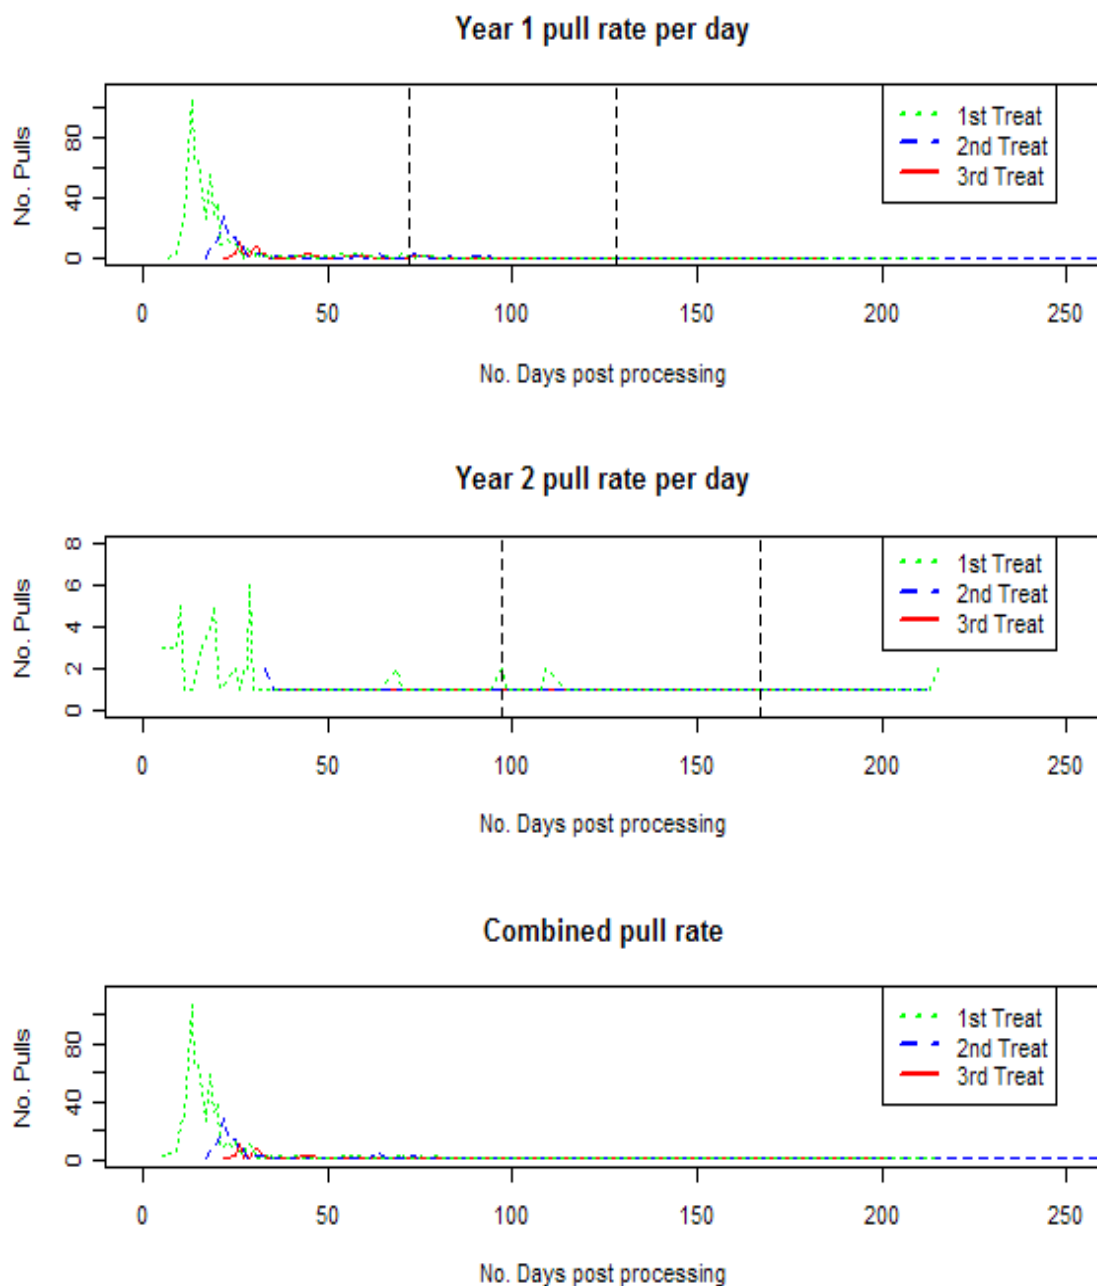 Year 1 pull rate per day
No. Pulls
80
40
0
1st Treat
2nd Treat
3rd Treat
0 50 100 150 200 250
No. Days post processing
Year 2 pull rate per day
No. Pulls
8
6
4
2
0
1st Treat
2nd Treat
3rd Treat
0 50 100 150 200 250
No. Days post processing
Combined pull rate
No. Pulls
80
40
0
1st Treat
2nd Treat
3rd Treat
0 50 100 150 200 250
No. Days post processing